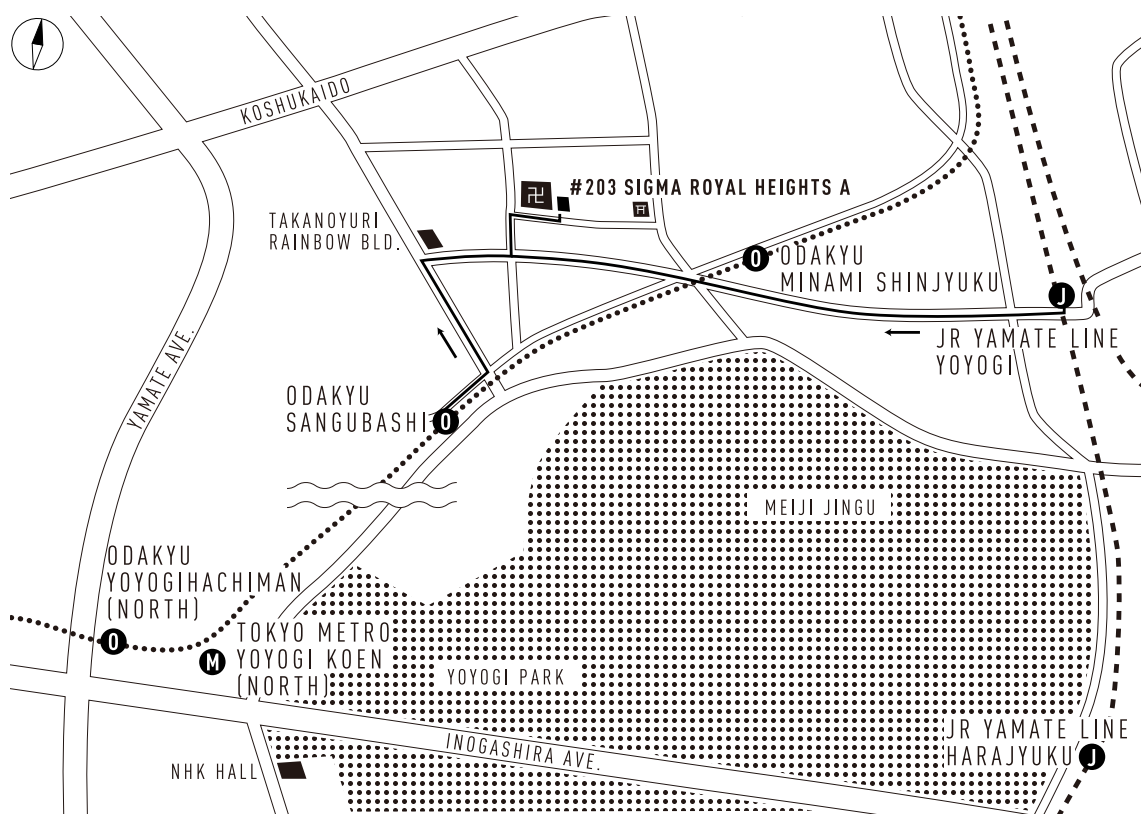 KOSHUKAIDO
#203 SIGMA ROYAL HEIGHTS A
TAKANOYURI
RAINBOW BLD.
O
ODAKYU
MINAMI SHINJYUKU
J
JR YAMATE LINE
YOYOGI
YAMATE AVE.
ODAKYU
SANGUBASHI
O
MEIJI JINGU
ODAKYU
YOYOGIHACHIMAN
(NORTH)
O
M
TOKYO METRO
YOYOGI KOEN
(NORTH)
YOYOGI PARK
JR YAMATE LINE
HARAJYUKU
J
INOGASHIRA AVE.
NHK HALL